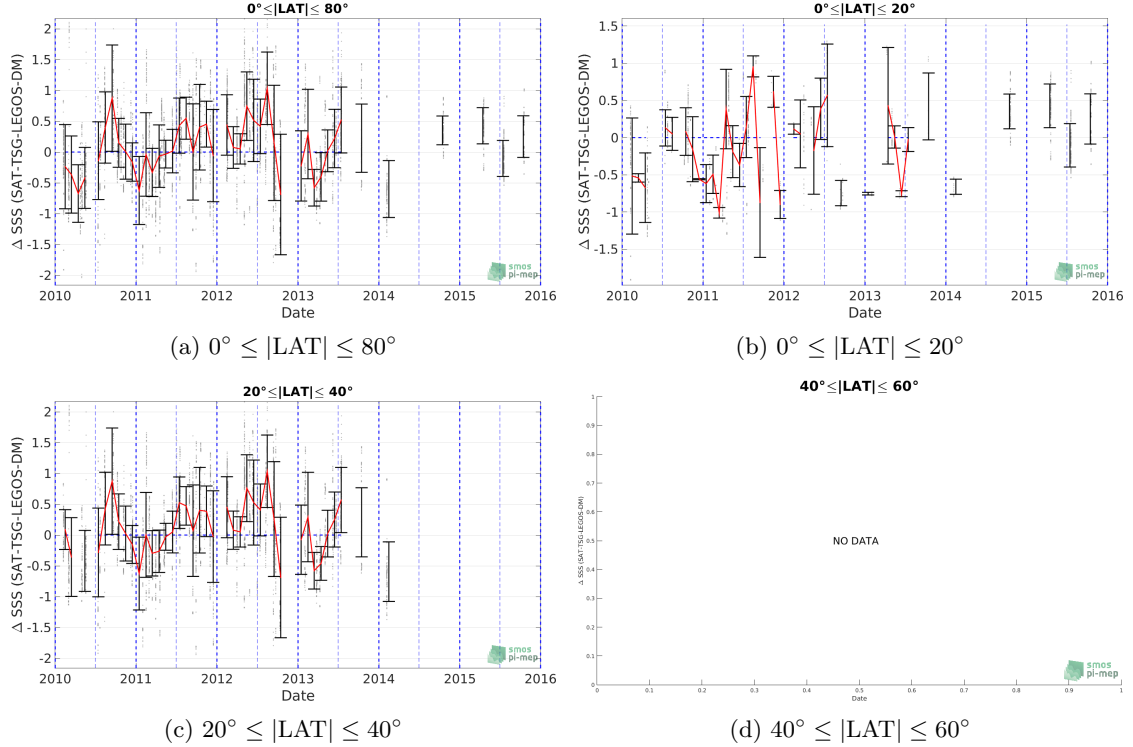 0°≤|LAT|≤ 80°
Δ SSS (SAT-TSG-LEGOS-DM)
2
1.5
1
0.5
0
-0.5
-1
-1.5
-2
2010 2011 2012 2013 2014 2015 2016
Date
smos
pi-mep
(a) 0° ≤ |LAT| ≤ 80°
0°≤|LAT|≤ 20°
Δ SSS (SAT-TSG-LEGOS-DM)
1.5
1
0.5
0
-0.5
-1
-1.5
2010 2011 2012 2013 2014 2015 2016
Date
smos
pi-mep
(b) 0° ≤ |LAT| ≤ 20°
20°≤|LAT|≤ 40°
Δ SSS (SAT-TSG-LEGOS-DM)
2
1.5
1
0.5
0
-0.5
-1
-1.5
-2
2010 2011 2012 2013 2014 2015 2016
Date
smos
pi-mep
(c) 20° ≤ |LAT| ≤ 40°
40°≤|LAT|≤ 60°
Δ SSS (SAT-TSG-LEGOS-DM)
1
0.9
0.8
0.7
0.6
0.5
0.4
0.3
0.2
0.1
0
NO DATA
0 0.1 0.2 0.3 0.4 0.5 0.6 0.7 0.8 0.9 1
Date
smos
pi-mep
(d) 40° ≤ |LAT| ≤ 60°